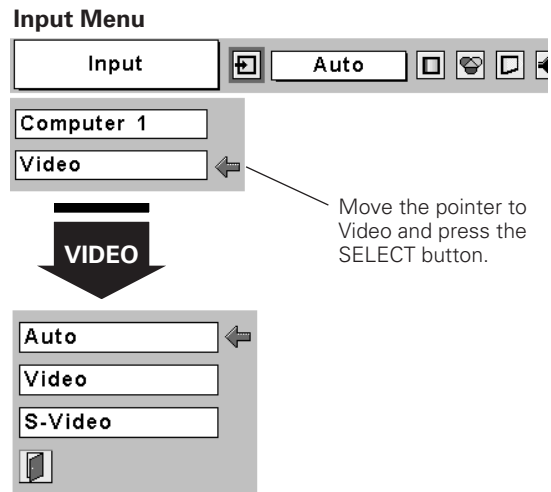 Input Menu
Input
Auto
Computer 1
Video
Move the pointer to
Video and press the
SELECT button.
VIDEO
Auto
Video
S-Video